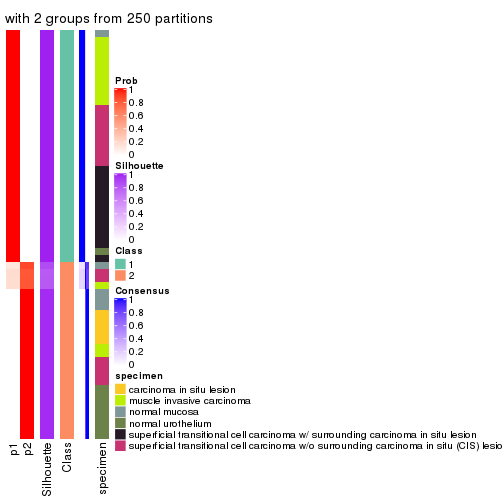 with 2 groups from 250 partitions
Prob
1
0.8
0.6
0.4
0.2
0
Silhouette
1
0.8
0.6
0.4
0.2
0
Class
1
2
Consensus
1
0.8
0.6
0.4
0.2
0
specimen
carcinoma in situ lesion
muscle invasive carcinoma
normal mucosa
normal urothelium
superficial transitional cell carcinoma w/ surrounding carcinoma in situ lesion
superficial transitional cell carcinoma w/o surrounding carcinoma in situ (CIS) lesio
p1
p2
Silhouette
Class
specimen